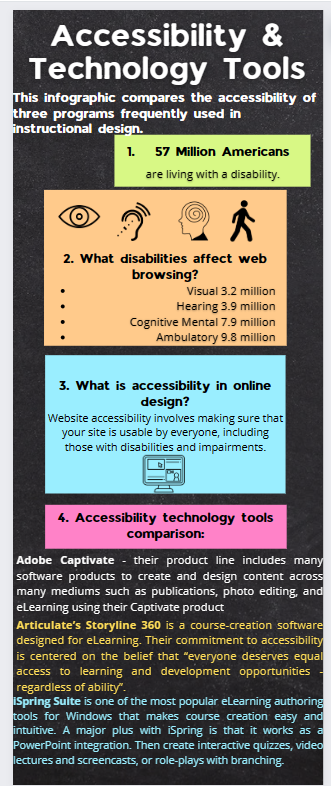 Accessibility &
Technology Tools
This infographic compares the accessibility of
three programs frequently used in
instructional design.
1. 57 Million Americans
are living with a disability.
2. What disabilities affect web
browsing?
• Visual 3.2 million
• Hearing 3.9 million
• Cognitive Mental 7.9 million
• Ambulatory 9.8 million
3. What is accessibility in online
design?
Website accessibility involves making sure that
your site is usable by everyone, including
those with disabilities and impairments.
4. Accessibility technology tools
comparison:
Adobe Captivate - their product line includes many
software products to create and design content across
many mediums such as publications, photo editing, and
eLearning using their Captivate product
Articulate's Storyline 360 is a course-creation software
designed for eLearning. Their commitment to accessibility
is centered on the belief that "everyone deserves equal
access to learning and development opportunities -
regardless of ability".
iSpring Suite is one of the most popular eLearning authoring
tools for Windows that makes course creation easy and
intuitive. A major plus with iSpring is that it works as a
PowerPoint integration. Then create interactive quizzes, video
lectures and screencasts, or role-plays with branching.